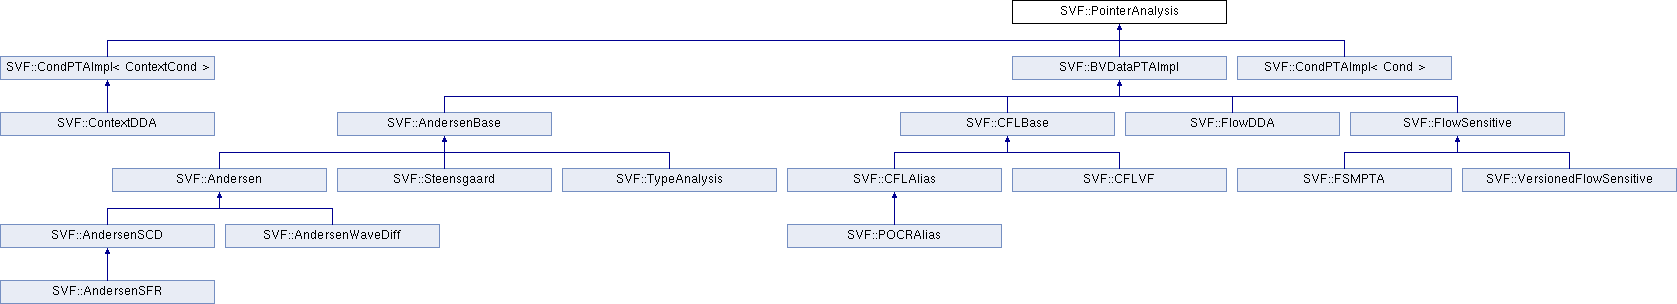 SVF::PointerAnalysis
SVF::CondPTAImpl< ContextCond >
SVF::BVDataPTAImpl
SVF::CondPTAImpl< Cond >
SVF::ContextDDA
SVF::AndersenBase
SVF::CFLBase
SVF::FlowDDA
SVF::FlowSensitive
SVF::Andersen
SVF::Steensgaard
SVF::TypeAnalysis
SVF::CFLAlias
SVF::CFLVF
SVF::FSMPTA
SVF::VersionedFlowSensitive
SVF::AndersenSCD
SVF::AndersenWaveDiff
SVF::POCRAlias
SVF::AndersenSFR